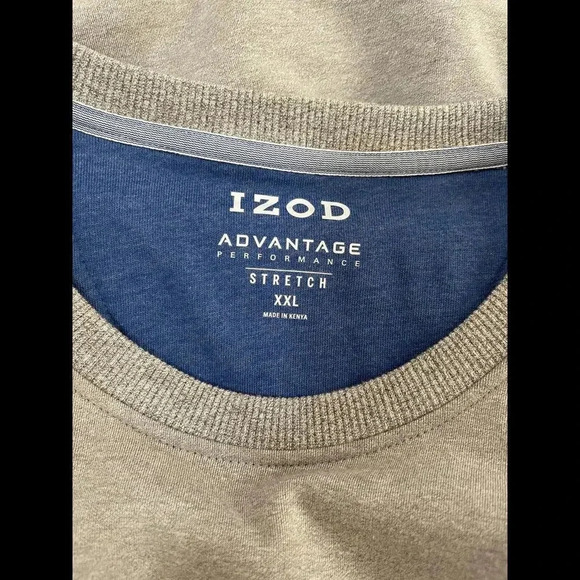 IZOD
ADVANTAGE
PERFORMANCE
STRETCH
XXL
MADE IN KENYA